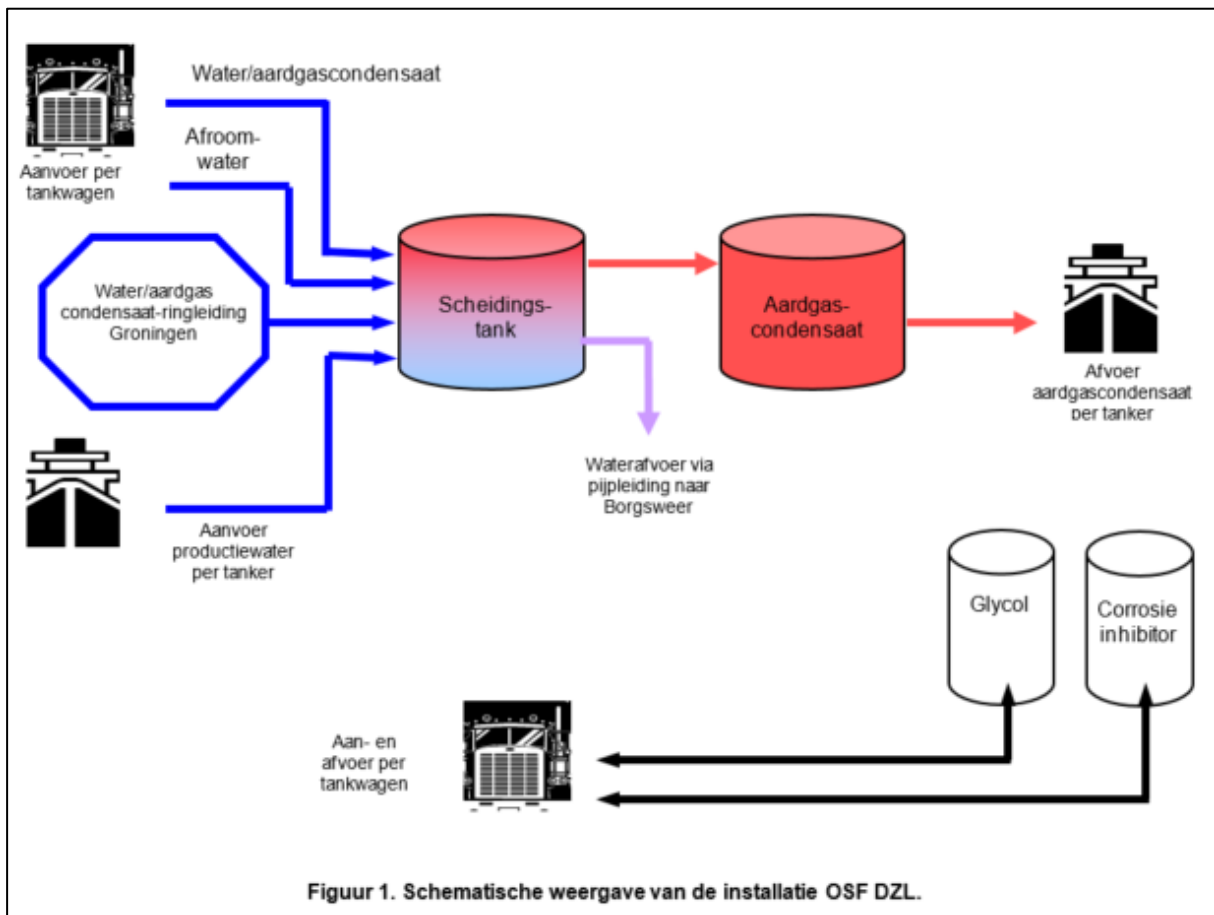 Water/aardgascondensaat
Afroom-
water
Aanvoer per
tankwagen
Water/aardgas
condensaat-ringleiding
Groningen
Scheidings-
tank
Aardgas-
condensaat
Afvoer
aardgascondensaat
per tanker
Waterafvoer via
pijpleiding naar
Borgsweer
Aanvoer
productiewater
per tanker
Glycol
Corrosie
inhibitor
Aan- en
afvoer per
tankwagen
Figuur 1. Schematische weergave van de installatie OSF DZL.